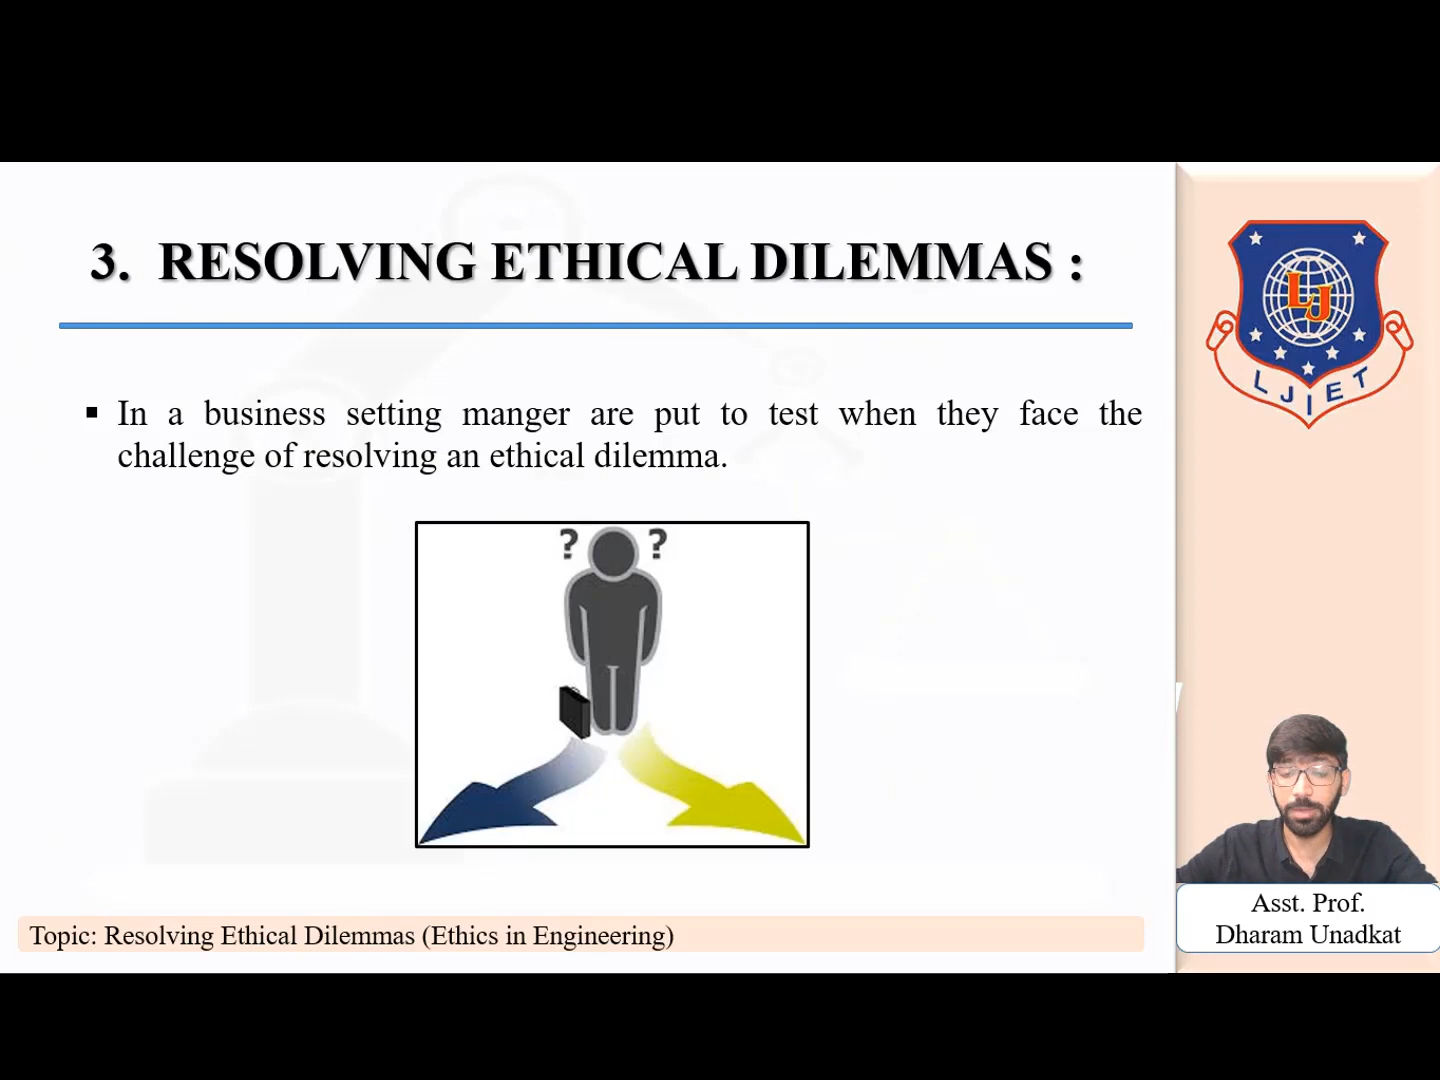 3. RESOLVING ETHICAL DILEMMAS :
▪ In a business setting manger are put to test when they face the
challenge of resolving an ethical dilemma.
? ?
Topic: Resolving Ethical Dilemmas (Ethics in Engineering)
LJ
LJIET
Asst. Prof.
Dharam Unadkat